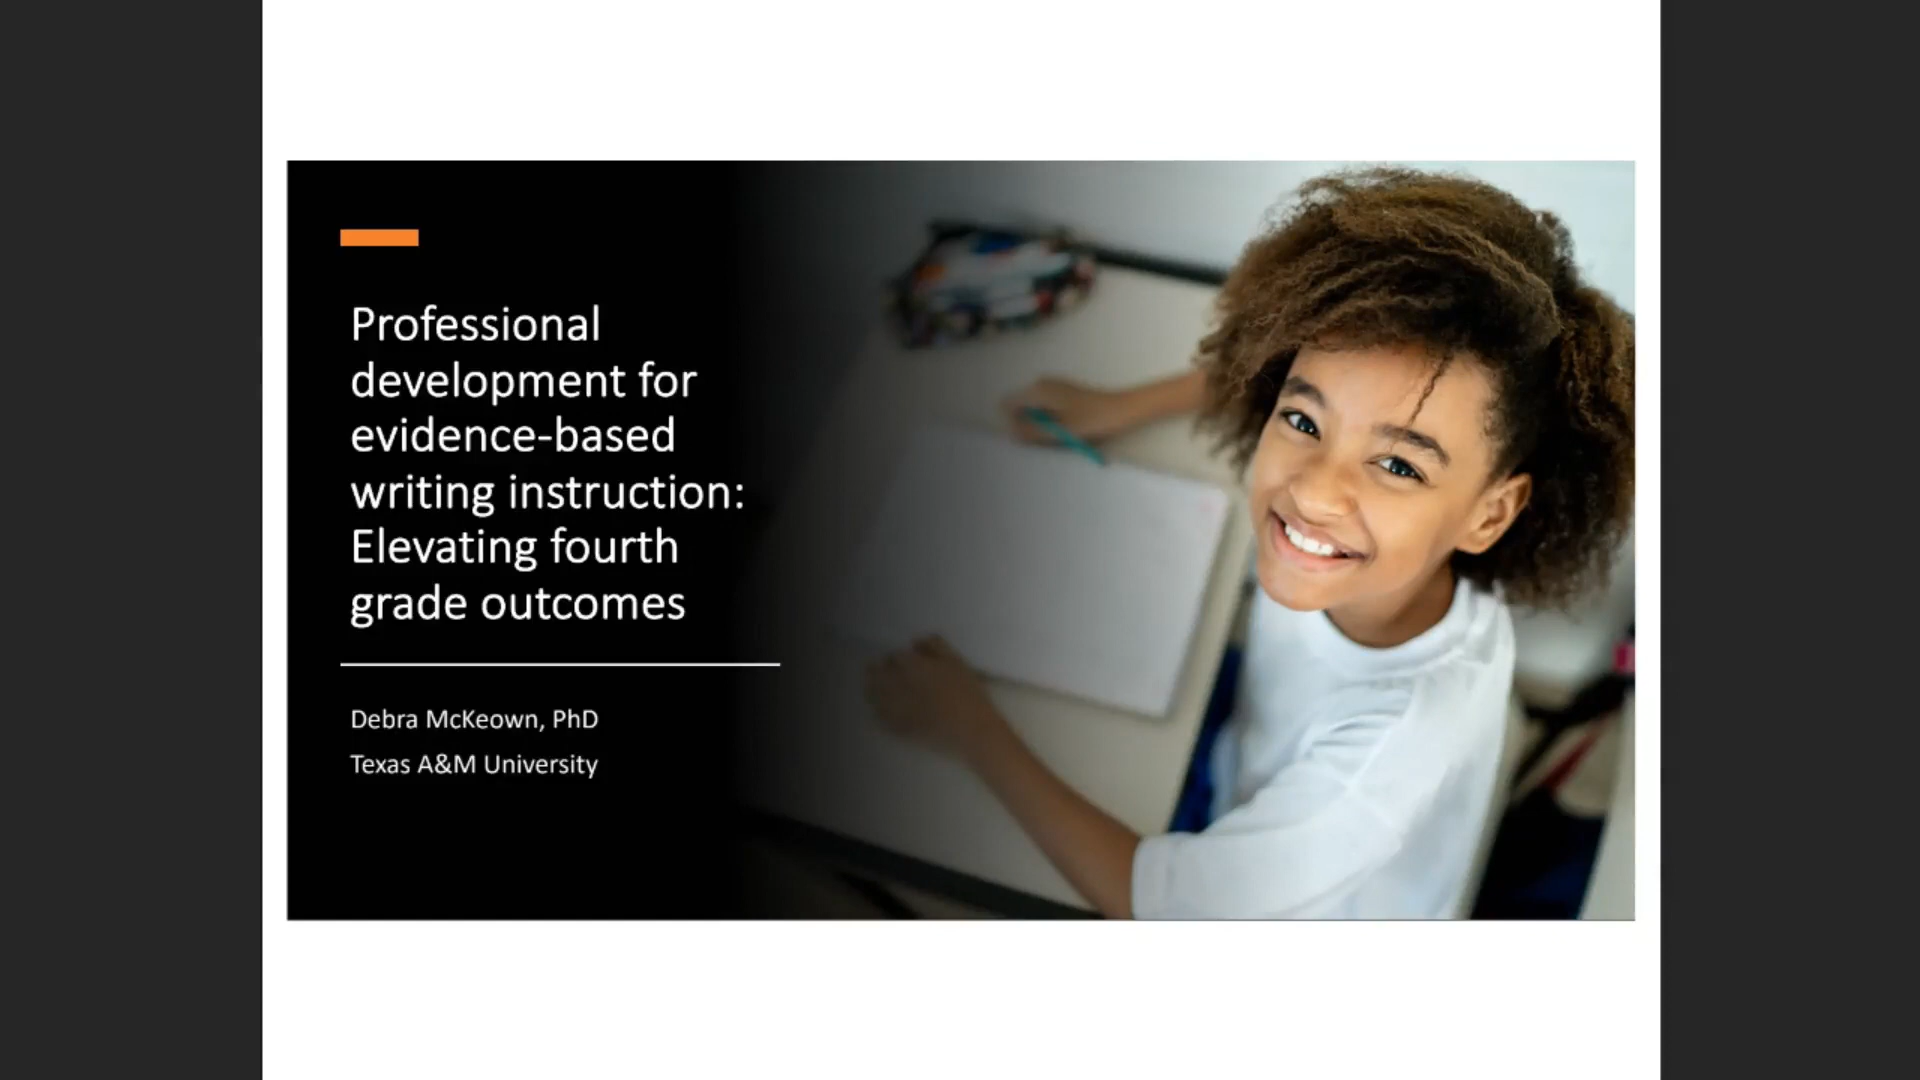 Professional
development for
evidence-based
writing instruction:
Elevating fourth
grade outcomes
Debra McKeown, PhD
Texas A&M University